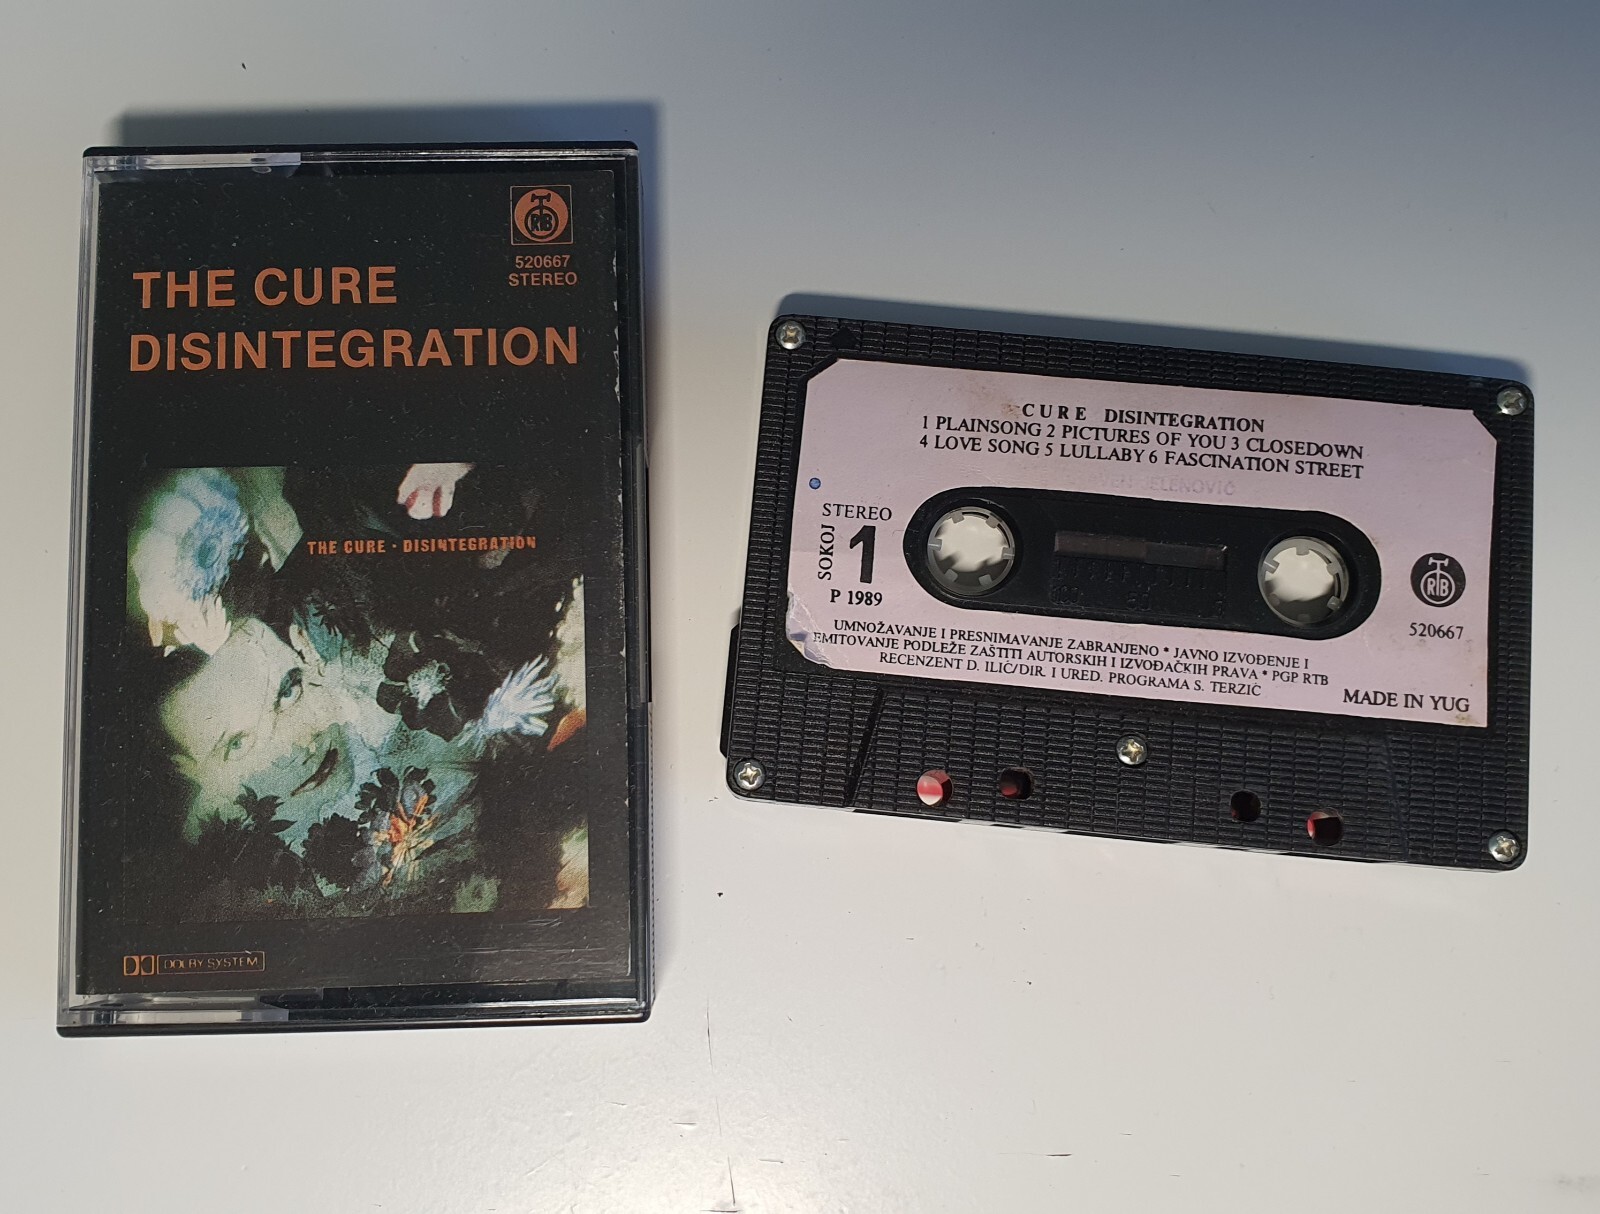 RTB
520667
STEREO
THE CURE
DISINTEGRATION
THE CURE · DISINTEGRATION
DOLBY SYSTEM
CURE DISINTEGRATION
1 PLAINSONG 2 PICTURES OF YOU 3 CLOSEDOWN
4 LOVE SONG 5 LULLABY 6 FASCINATION STREET
JELENOVIĆ
STEREO
SOKOJ
1
P 1989
RTB
520667
UMNOŽAVANJE I PRESNIMAVANJE ZABRANJENO * JAVNO IZVOĐENJE I
EMITOVANJE PODLEŽE ZAŠTITI AUTORSKIH I IZVOĐAČKIH PRAVA * PGP RTB
RECENZENT D. ILIĆ/DIR. I URED. PROGRAMA S. TERZIĆ
MADE IN YUG